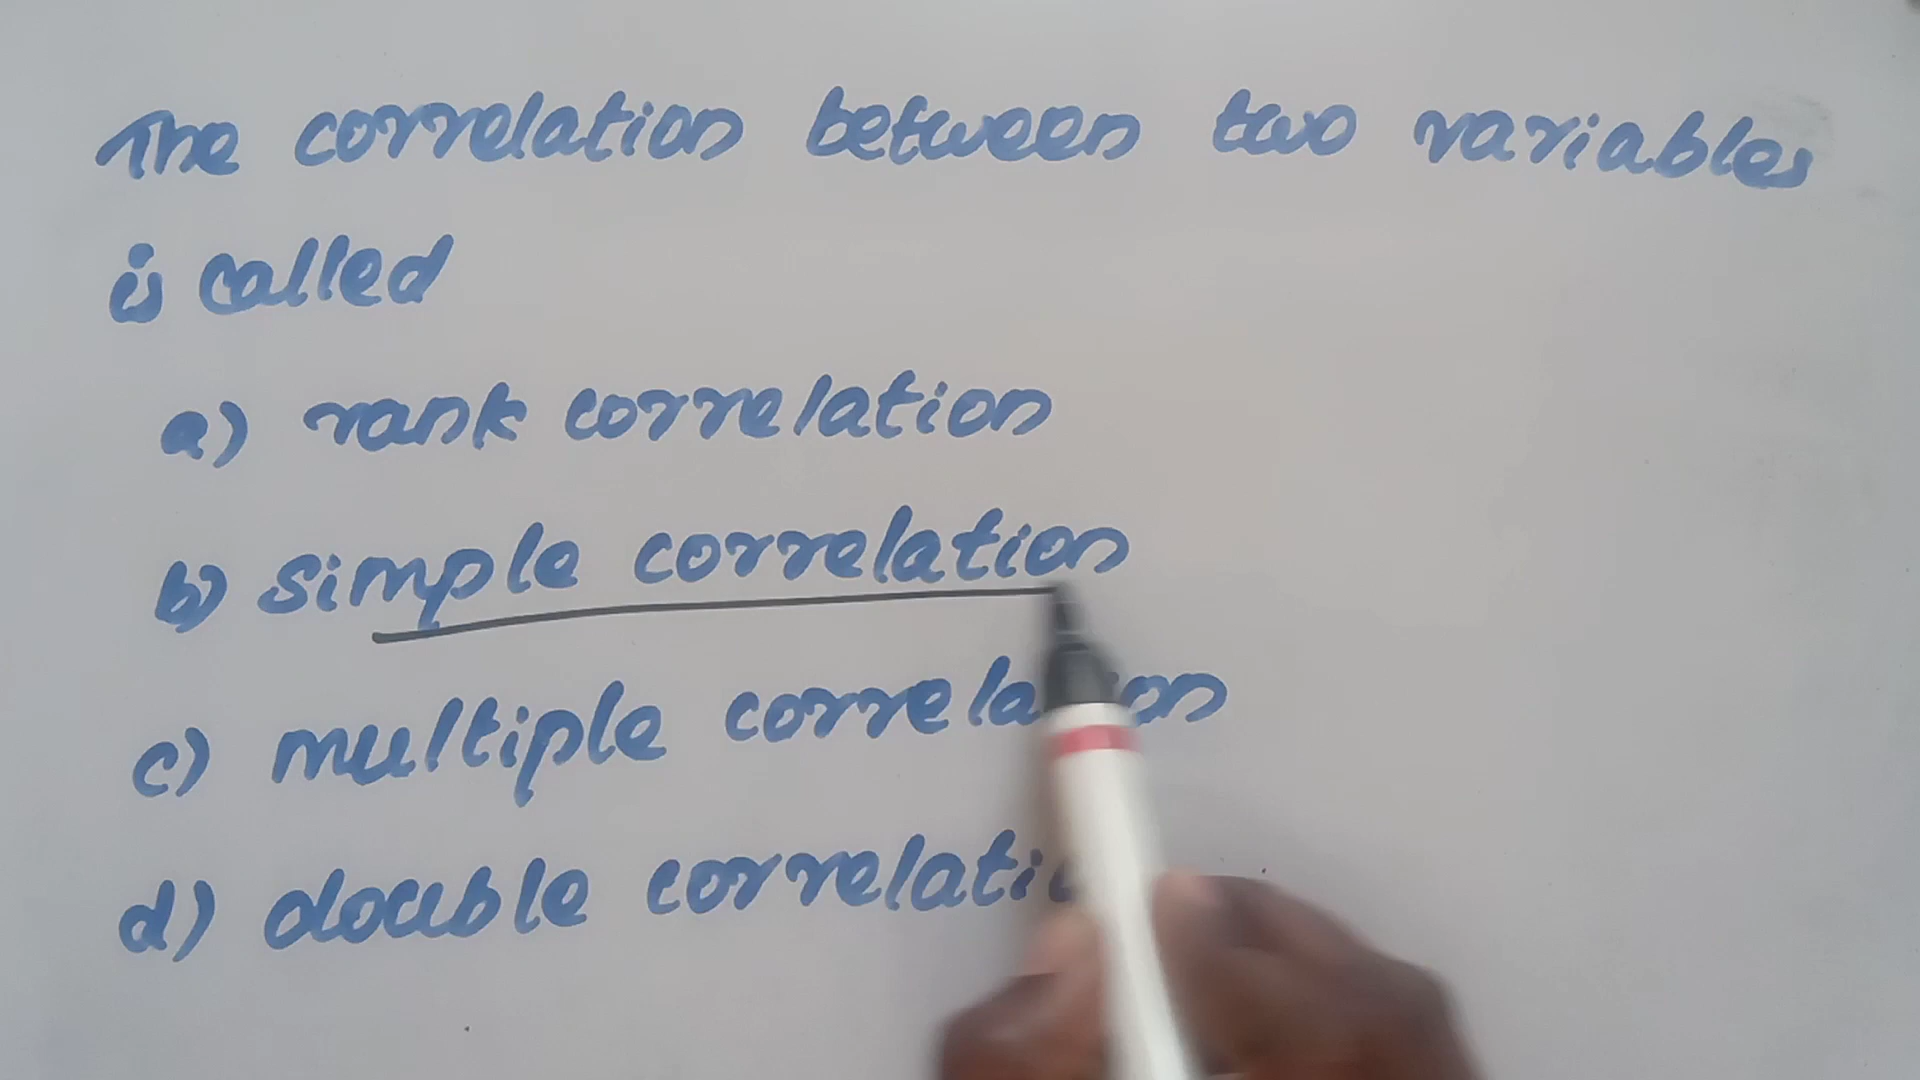 The correlation between two variables
is called
a) rank correlation
b) simple correlation
c) multiple
d) double